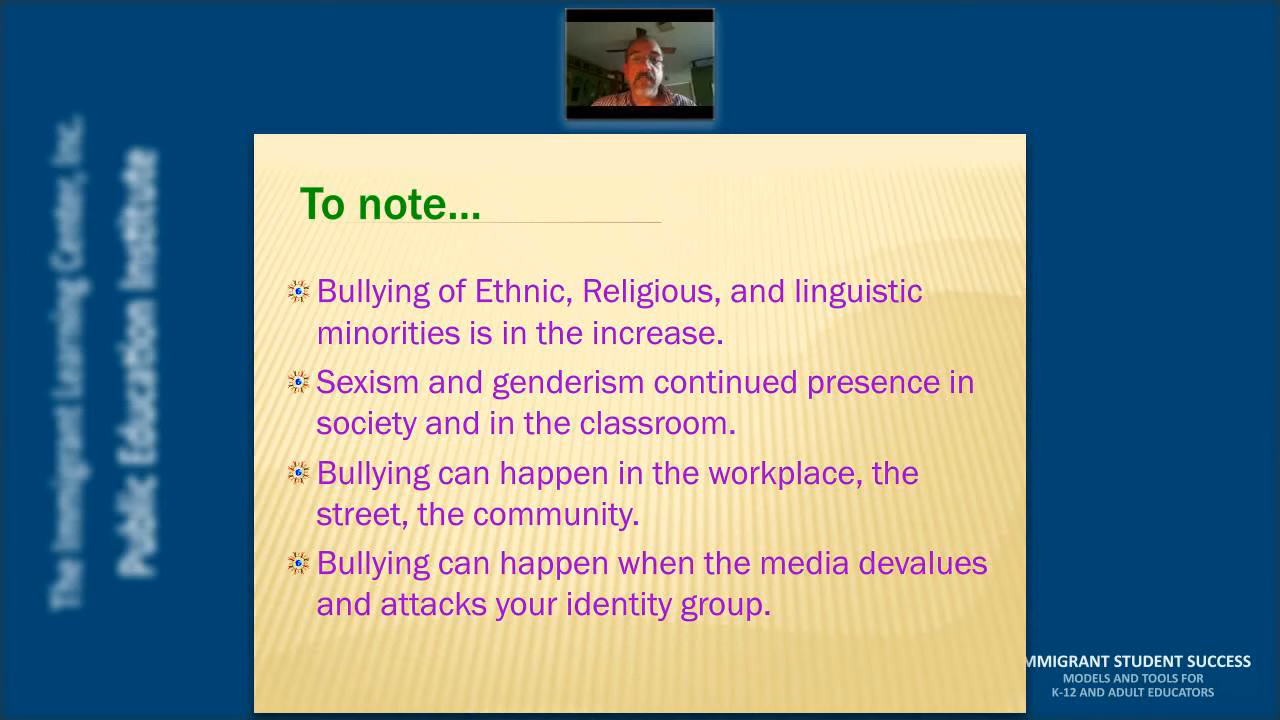 The Immigrant Learning Center, Inc.
Public Education Institute
To note...
Bullying of Ethnic, Religious, and linguistic
minorities is in the increase.
Sexism and genderism continued presence in
society and in the classroom.
Bullying can happen in the workplace, the
street, the community.
Bullying can happen when the media devalues
and attacks your identity group.
MMIGRANT STUDENT SUCCESS
MODELS AND TOOLS FOR
K-12 AND ADULT EDUCATORS